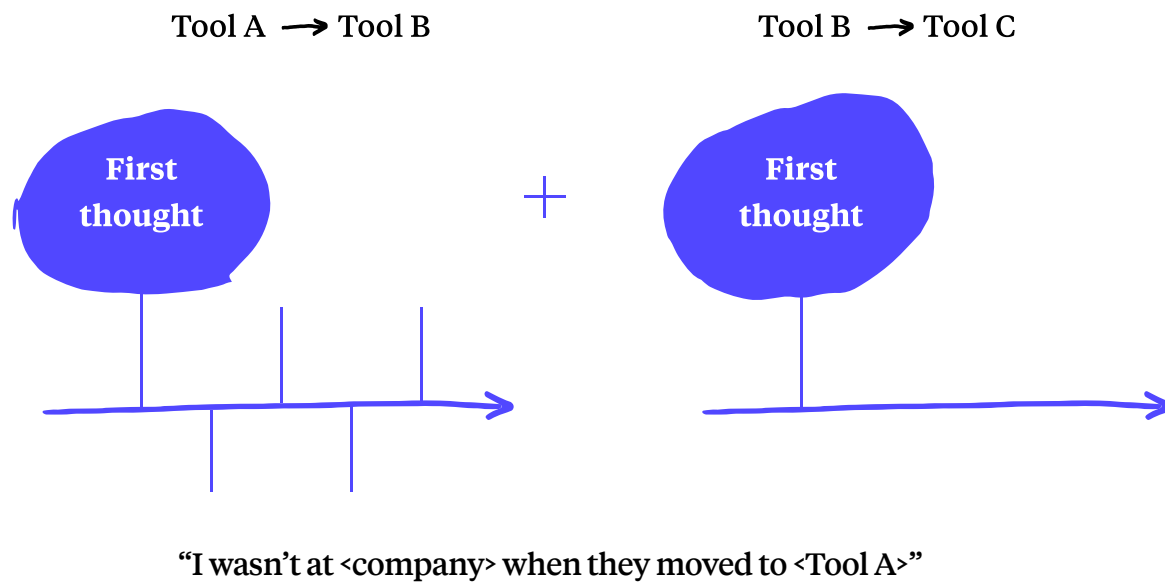 Tool A → Tool B
Tool B → Tool C
First
thought
First
thought
“I wasn’t at <company> when they moved to <Tool A>”